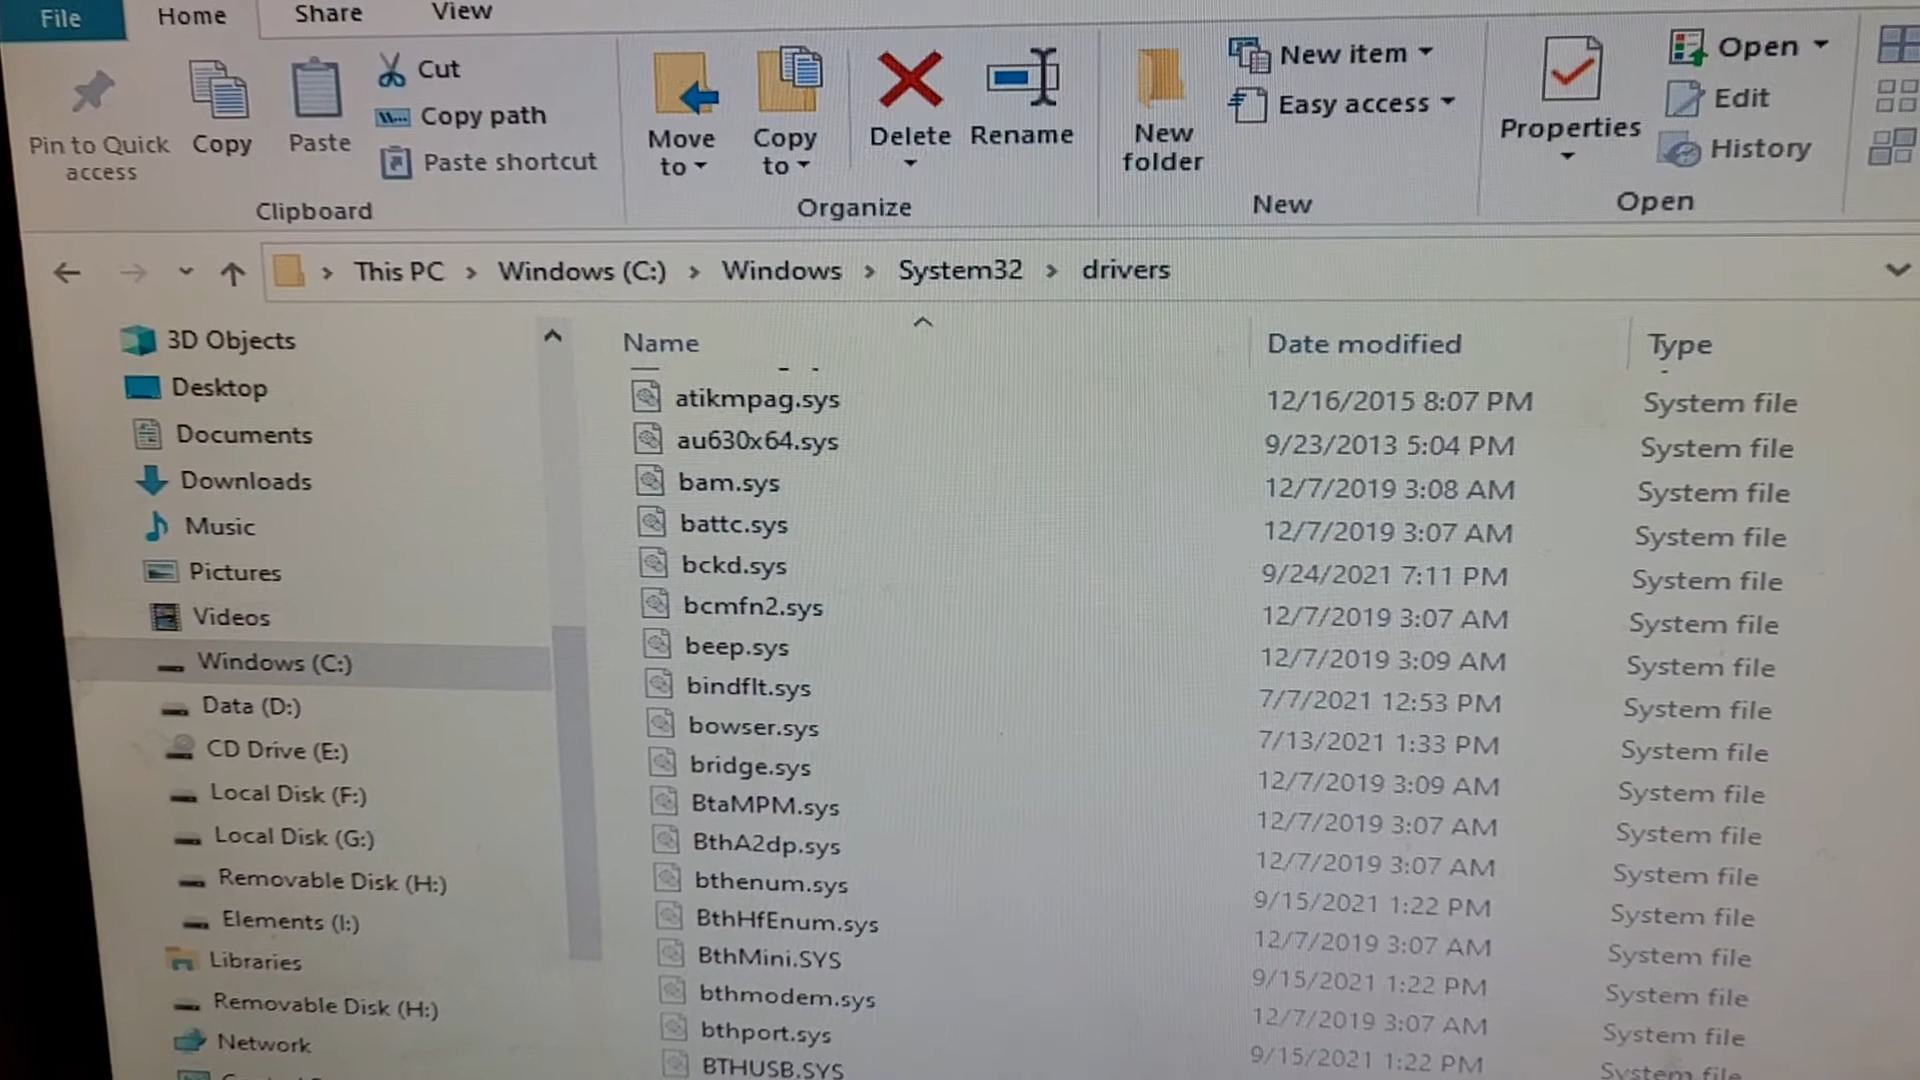 File Home Share View
Pin to Quick access
Copy
Paste
Cut
Copy path
Paste shortcut
Clipboard
Move to
Copy to
Delete
Rename
Organize
New folder
New item
Easy access
New
Properties
Open
Edit
History
Open
This PC > Windows (C:) > Windows > System32 > drivers
3D Objects
Desktop
Documents
Downloads
Music
Pictures
Videos
Windows (C:)
Data (D:)
CD Drive (E:)
Local Disk (F:)
Local Disk (G:)
Removable Disk (H:)
Elements (I:)
Libraries
Removable Disk (H:)
Network
Name Date modified Type
atikmpag.sys 12/16/2015 8:07 PM System file
au630x64.sys 9/23/2013 5:04 PM System file
bam.sys 12/7/2019 3:08 AM System file
battc.sys 12/7/2019 3:07 AM System file
bckd.sys 9/24/2021 7:11 PM System file
bcmfn2.sys 12/7/2019 3:07 AM System file
beep.sys 12/7/2019 3:09 AM System file
bindflt.sys 7/7/2021 12:53 PM System file
bowser.sys 7/13/2021 1:33 PM System file
bridge.sys 12/7/2019 3:09 AM System file
BtaMPM.sys 12/7/2019 3:07 AM System file
BthA2dp.sys 12/7/2019 3:07 AM System file
bthenum.sys 9/15/2021 1:22 PM System file
BthHfEnum.sys 12/7/2019 3:07 AM System file
BthMini.SYS 9/15/2021 1:22 PM System file
bthmodem.sys 12/7/2019 3:07 AM System file
bthport.sys 9/15/2021 1:22 PM System file
BTHUSB.SYS System file